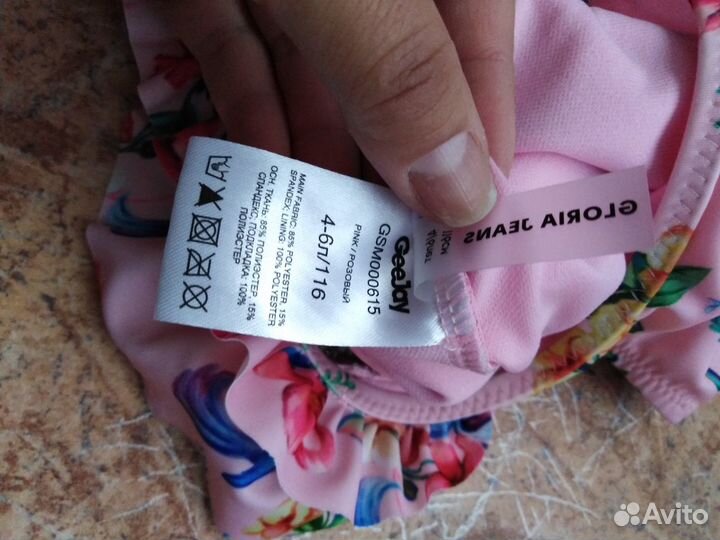 GeeJay
GSM000615
PINK / РОЗОВЫЙ
4-6л/116
MAIN FABRIC: 85% POLYESTER, 15%
SPANDEX; LINING: 100% POLYESTER
ОСН. ТКАНЬ: 85% ПОЛИЭСТЕР, 15%
СПАНДЕКС; ПОДКЛАДКА: 100%
ПОЛИЭСТЕР
GLORIA JEANS
Avito